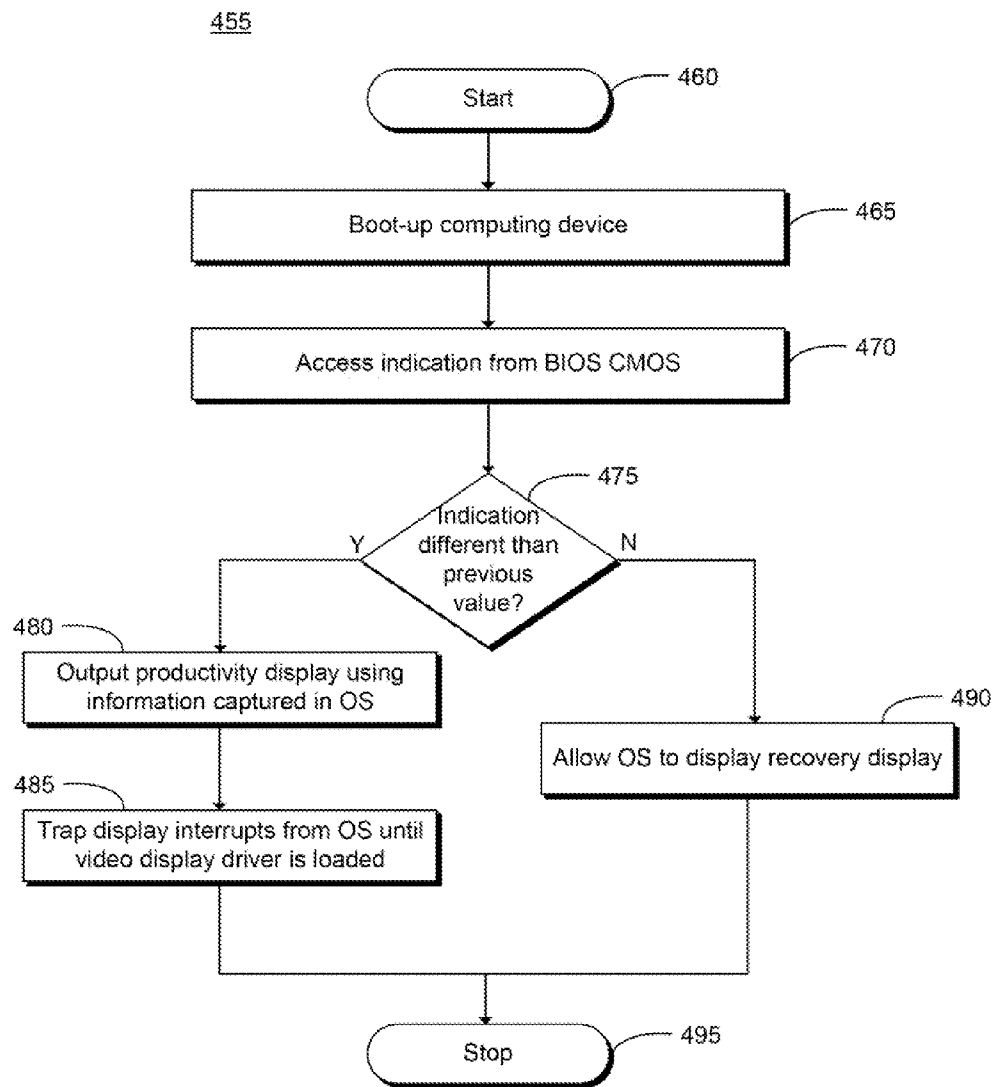 455
Start
460
Boot-up computing device
465
Access indication from BIOS CMOS
470
475
Indication
different than
previous
value?
Y
N
480
Output productivity display using
information captured in OS
490
Allow OS to display recovery display
485
Trap display interrupts from OS until
video display driver is loaded
Stop
495